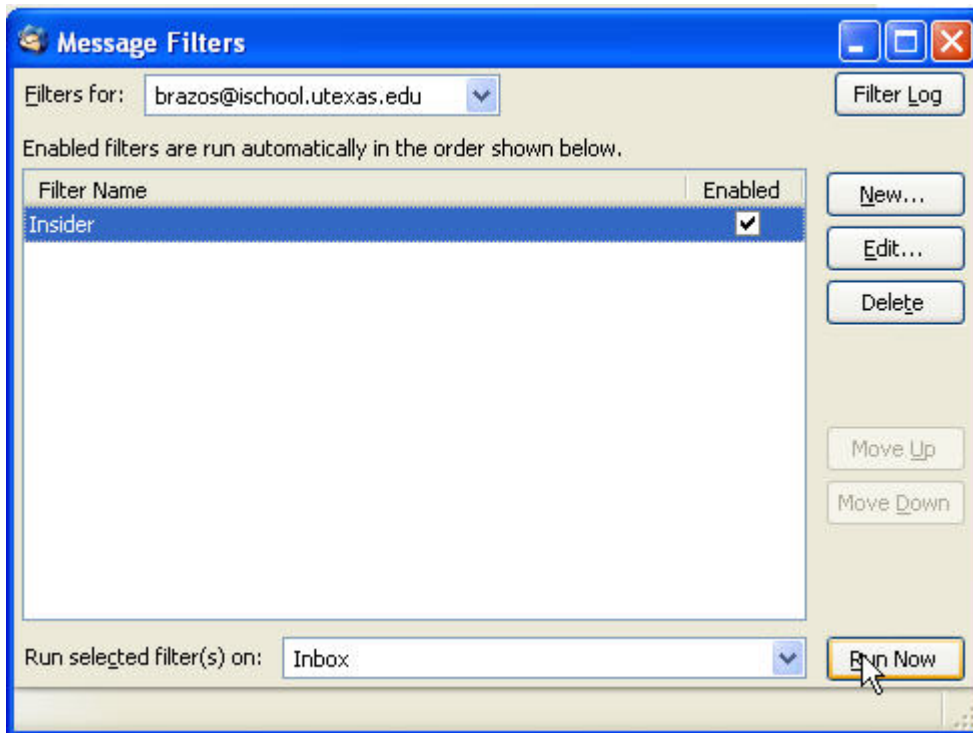 Message Filters
Filters for: brazos@ischool.utexas.edu Filter Log
Enabled filters are run automatically in the order shown below.
Filter Name Enabled
Insider
New...
Edit...
Delete
Move Up
Move Down
Run selected filter(s) on: Inbox Run Now